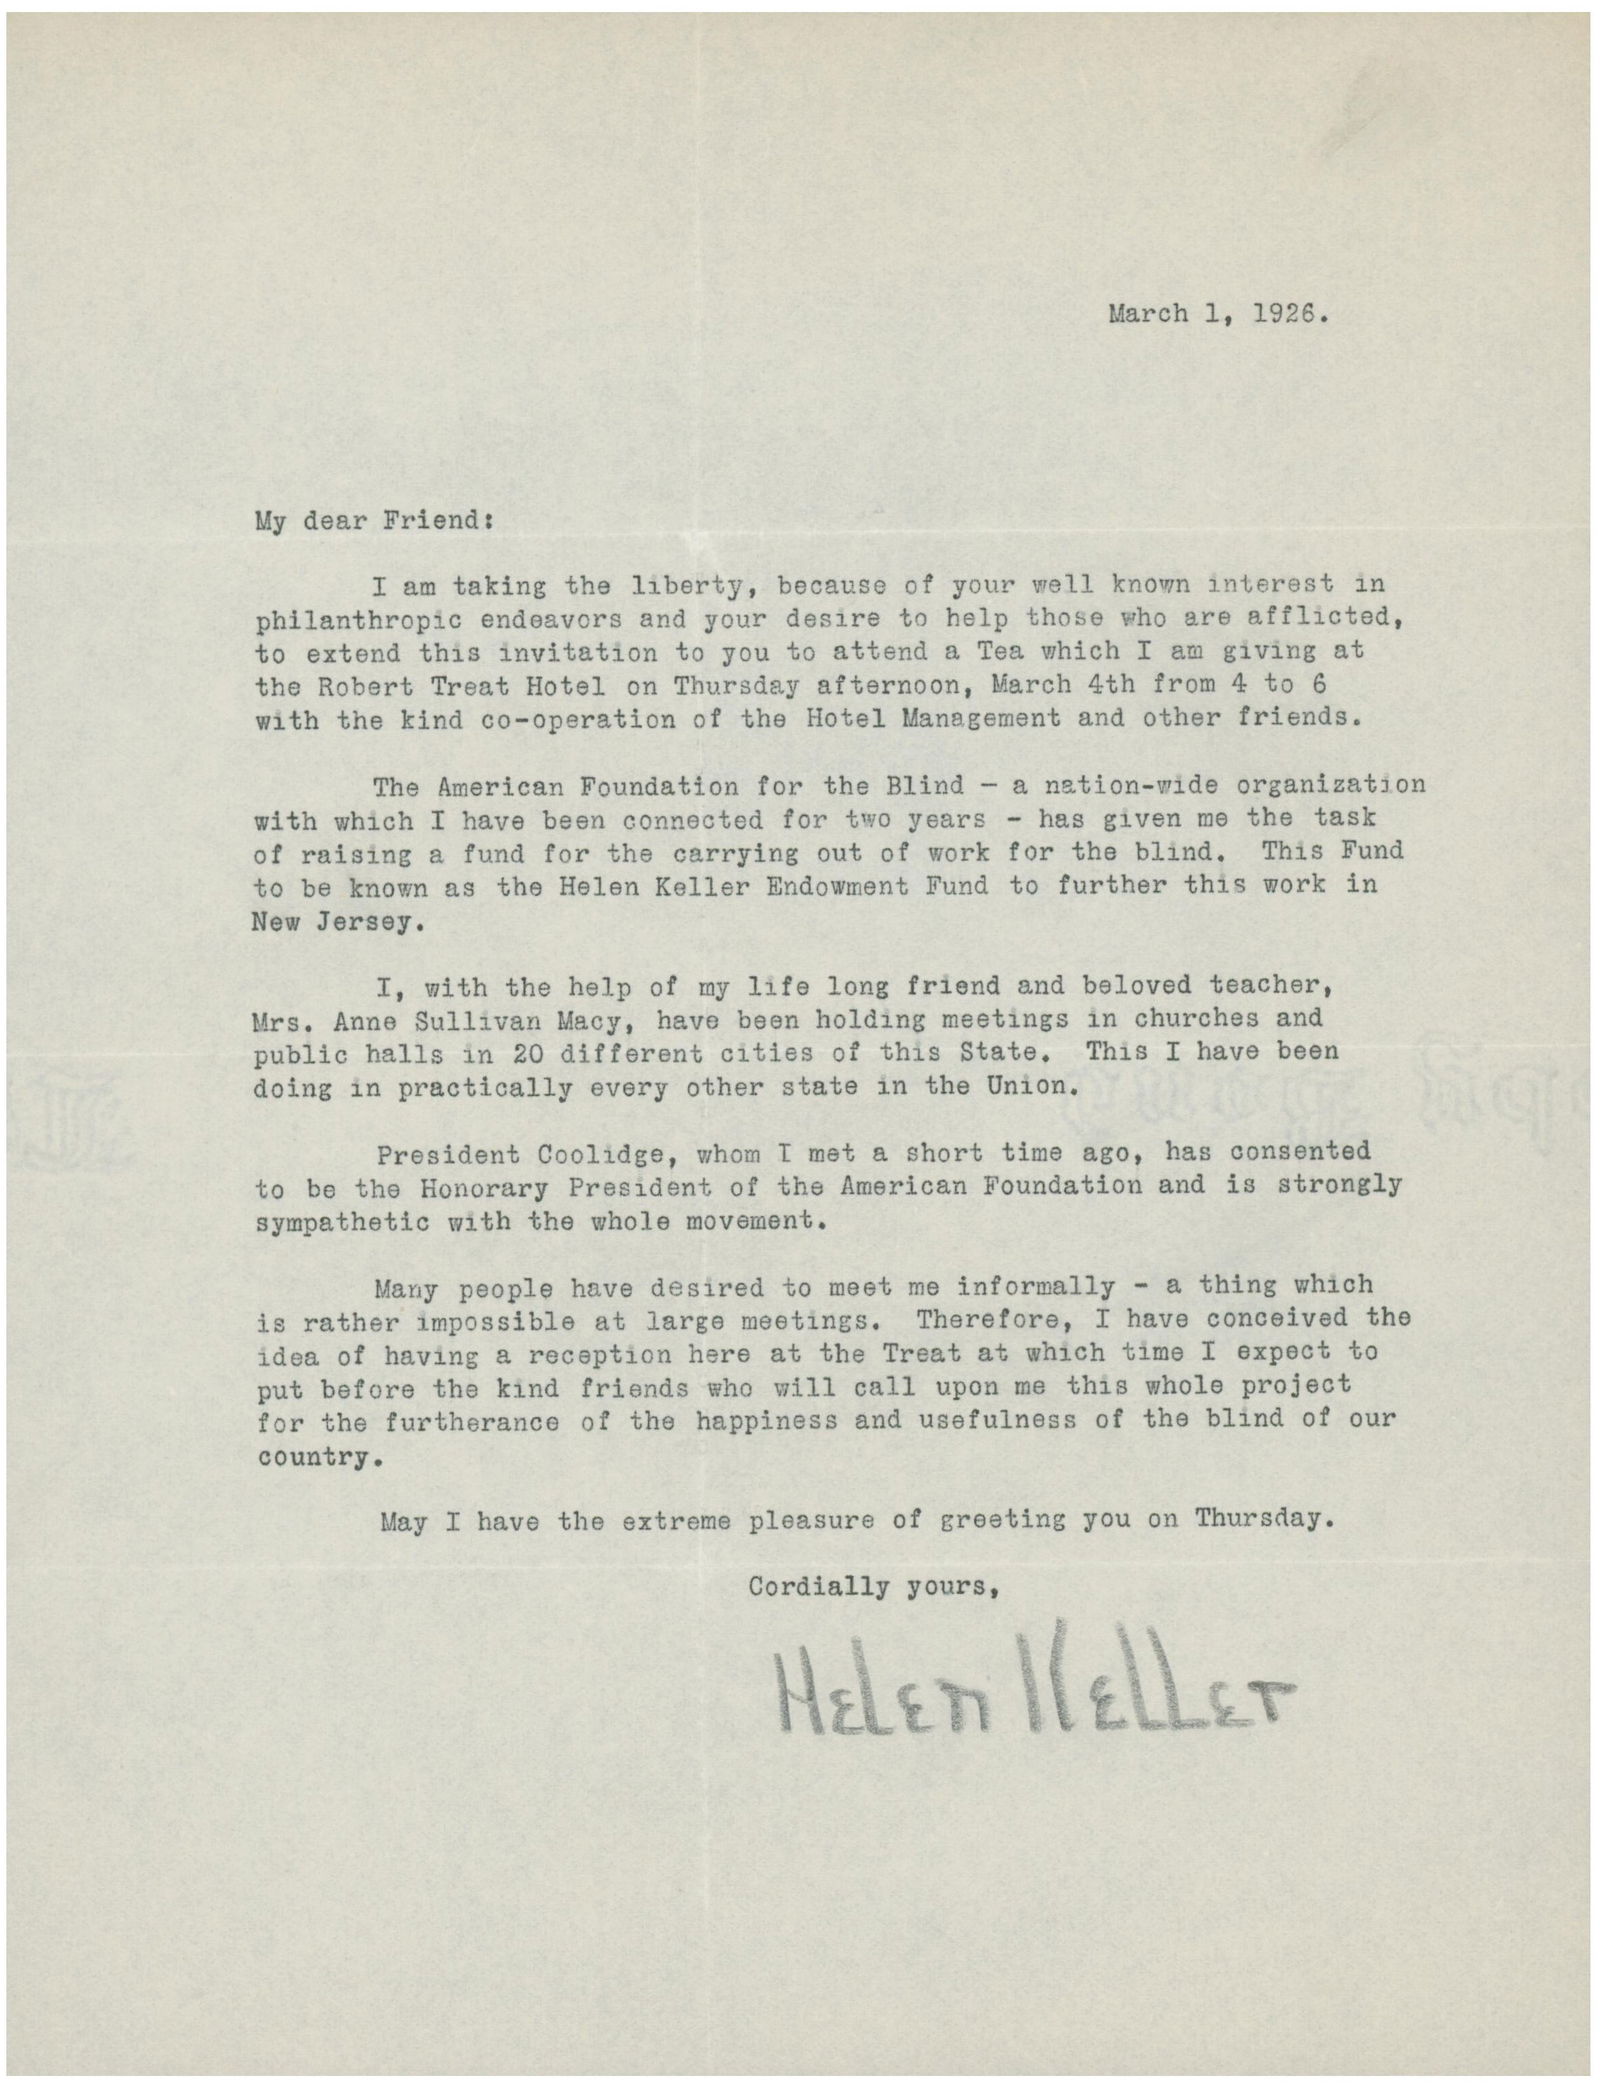 March 1, 1926.
My dear Friend:
I am taking the liberty, because of your well known interest in
philanthropic endeavors and your desire to help those who are afflicted,
to extend this invitation to you to attend a Tea which I am giving at
the Robert Treat Hotel on Thursday afternoon, March 4th from 4 to 6
with the kind co-operation of the Hotel Management and other friends.
The American Foundation for the Blind - a nation-wide organization
with which I have been connected for two years - has given me the task
of raising a fund for the carrying out of work for the blind. This Fund
to be known as the Helen Keller Endowment Fund to further this work in
New Jersey.
I, with the help of my life long friend and beloved teacher,
Mrs. Anne Sullivan Macy, have been holding meetings in churches and
public halls in 20 different cities of this State. This I have been
doing in practically every other state in the Union.
President Coolidge, whom I met a short time ago, has consented
to be the Honorary President of the American Foundation and is strongly
sympathetic with the whole movement.
Many people have desired to meet me informally - a thing which
is rather impossible at large meetings. Therefore, I have conceived the
idea of having a reception here at the Treat at which time I expect to
put before the kind friends who will call upon me this whole project
for the furtherance of the happiness and usefulness of the blind of our
country.
May I have the extreme pleasure of greeting you on Thursday.
Cordially yours,
Helen Keller